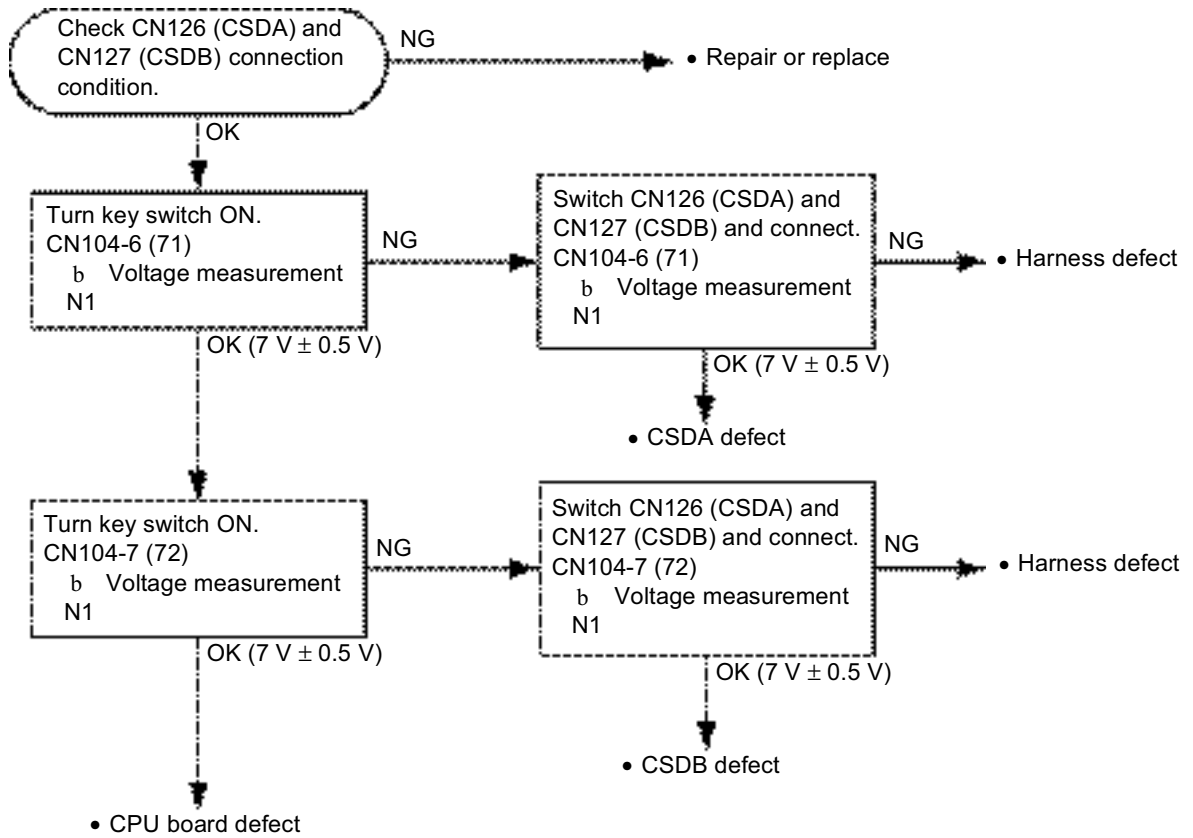 Check CN126 (CSDA) and
CN127 (CSDB) connection
condition.
NG
• Repair or replace
OK
Turn key switch ON.
CN104-6 (71)
b Voltage measurement
N1
NG
Switch CN126 (CSDA) and
CN127 (CSDB) and connect.
CN104-6 (71)
b Voltage measurement
N1
NG
• Harness defect
OK (7 V ± 0.5 V)
OK (7 V ± 0.5 V)
• CSDA defect
Turn key switch ON.
CN104-7 (72)
b Voltage measurement
N1
NG
Switch CN126 (CSDA) and
CN127 (CSDB) and connect.
CN104-7 (72)
b Voltage measurement
N1
NG
• Harness defect
OK (7 V ± 0.5 V)
OK (7 V ± 0.5 V)
• CSDB defect
• CPU board defect